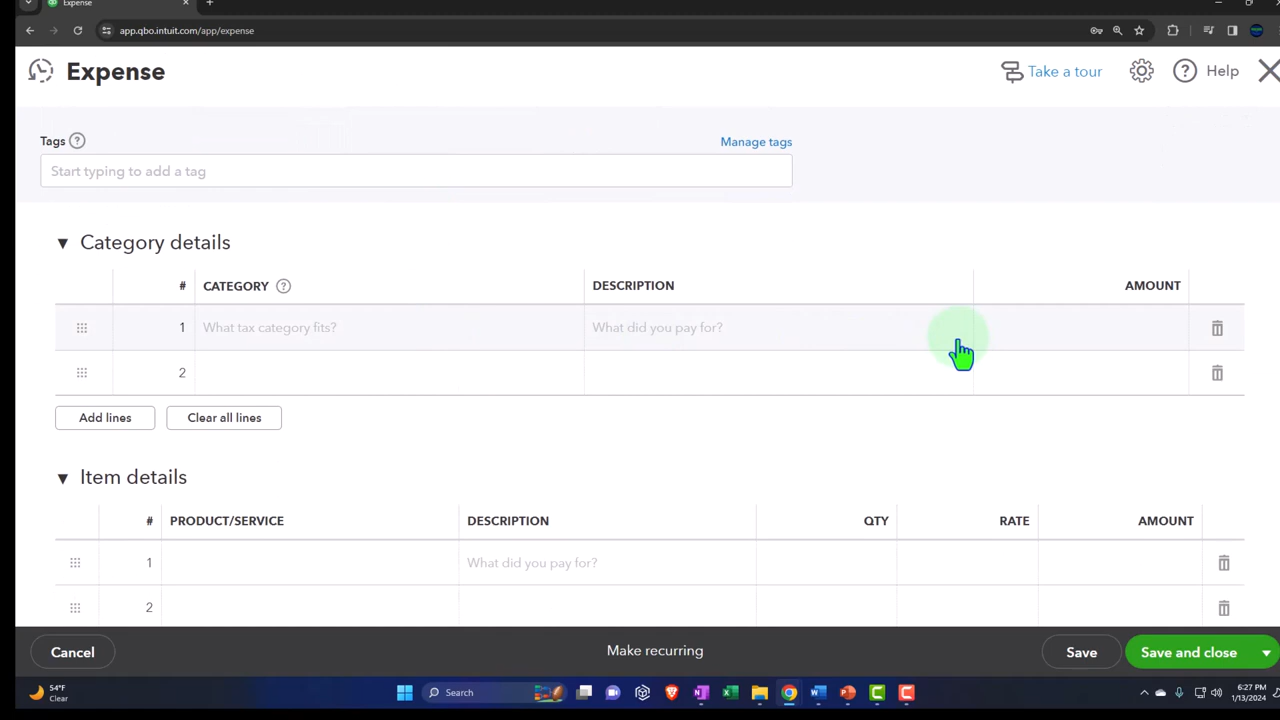 Expense
app.qbo.intuit.com/app/expense
Expense
Take a tour
Help
Tags
Manage tags
Start typing to add a tag
Category details
# CATEGORY DESCRIPTION AMOUNT
1 What tax category fits? What did you pay for?
2
Add lines Clear all lines
Item details
# PRODUCT/SERVICE DESCRIPTION QTY RATE AMOUNT
1 What did you pay for?
2
Cancel Make recurring Save Save and close
54°F
Clear
Search
6:27 PM
1/13/2024